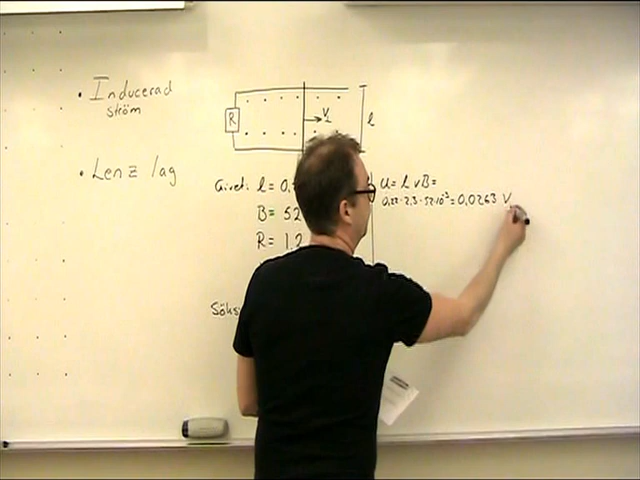 • Inducerad
ström
• Lenz lag
R
v
l
Givet: l = 0,
B = 52
R = 1,2
Söks
U = l v B =
0,22 · 2,3 · 52·10⁻³ = 0,0263 V